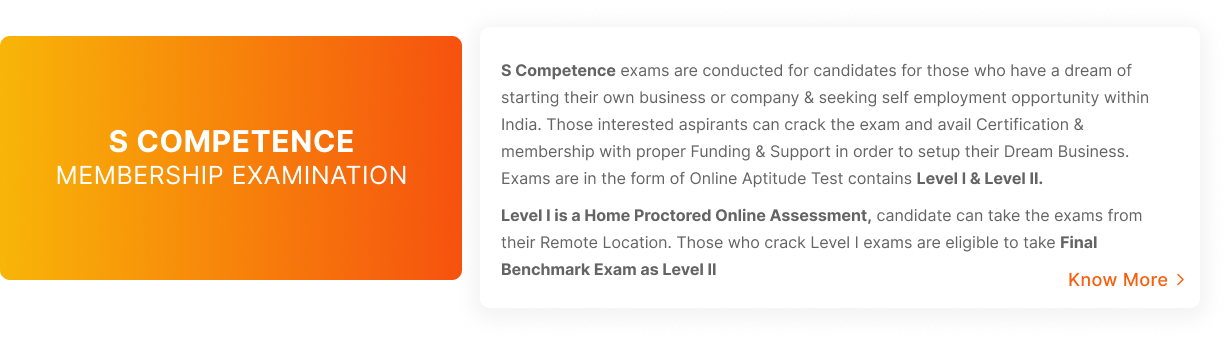 S COMPETENCE
MEMBERSHIP EXAMINATION
S Competence exams are conducted for candidates for those who have a dream of
starting their own business or company & seeking self employment opportunity within
India. Those interested aspirants can crack the exam and avail Certification &
membership with proper Funding & Support in order to setup their Dream Business.
Exams are in the form of Online Aptitude Test contains Level I & Level II.
Level I is a Home Proctored Online Assessment, candidate can take the exams from
their Remote Location. Those who crack Level I exams are eligible to take Final
Benchmark Exam as Level II
Know More >